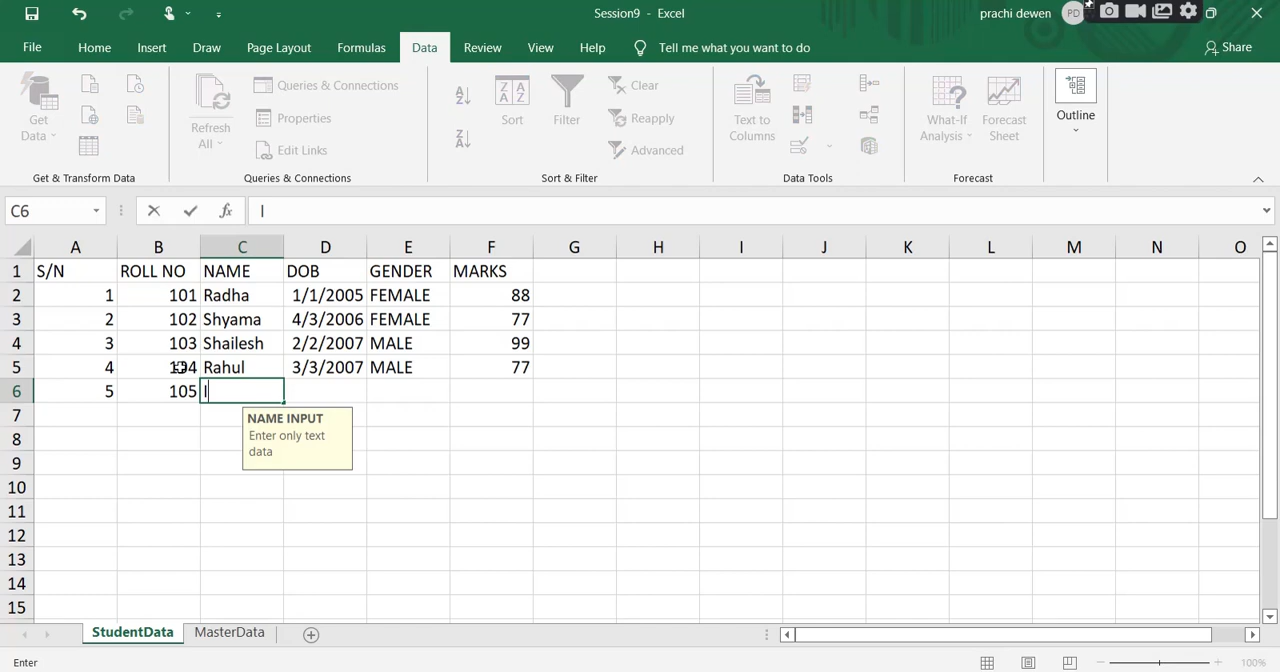 Session9 - Excel
prachi dewen PD
File Home Insert Draw Page Layout Formulas Data Review View Help Tell me what you want to do Share
Get Data
Refresh All
Queries & Connections
Properties
Edit Links
Sort
Filter
Clear
Reapply
Advanced
Text to Columns
What-If Analysis
Forecast Sheet
Outline
Get & Transform Data Queries & Connections Sort & Filter Data Tools Forecast
C6 fx I
A B C D E F G H I J K L M N O
1 S/N ROLL NO NAME DOB GENDER MARKS
2 1 101 Radha 1/1/2005 FEMALE 88
3 2 102 Shyama 4/3/2006 FEMALE 77
4 3 103 Shailesh 2/2/2007 MALE 99
5 4 104 Rahul 3/3/2007 MALE 77
6 5 105 I
7
8
9
10
11
12
13
14
15
NAME INPUT
Enter only text
data
StudentData MasterData
Enter 100%